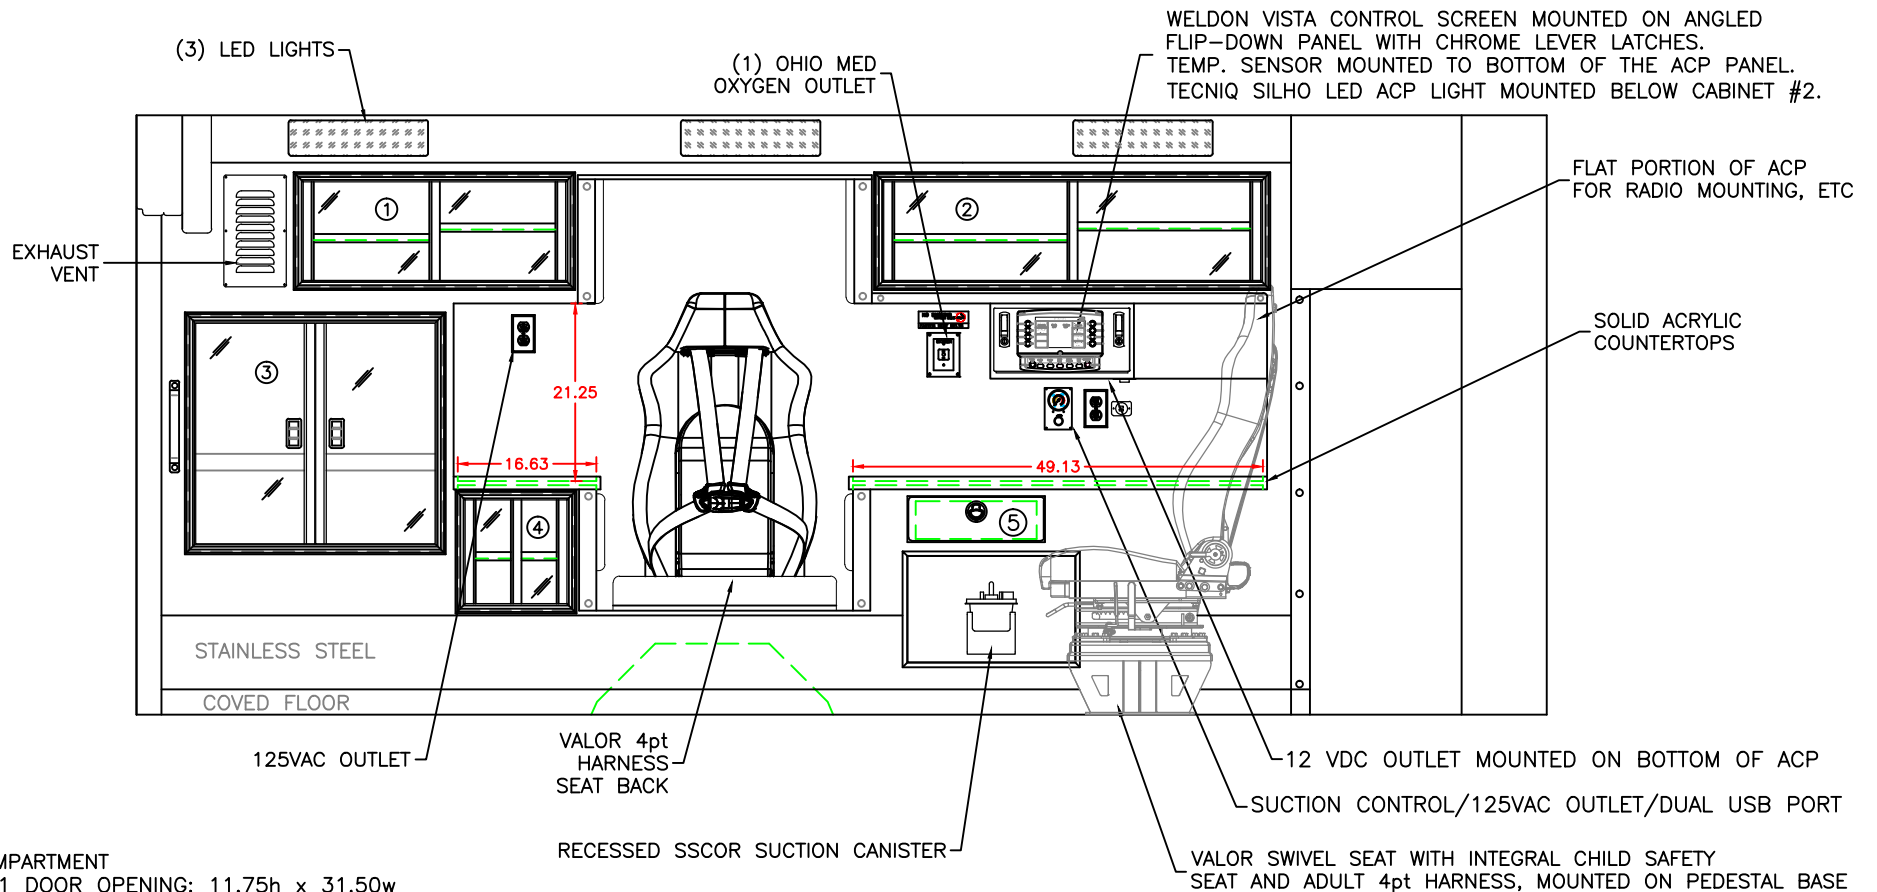 WELDON VISTA CONTROL SCREEN MOUNTED ON ANGLED
FLIP-DOWN PANEL WITH CHROME LEVER LATCHES.
TEMP. SENSOR MOUNTED TO BOTTOM OF THE ACP PANEL.
TECNIQ SILHO LED ACP LIGHT MOUNTED BELOW CABINET #2.
(3) LED LIGHTS
(1) OHIO MED
OXYGEN OUTLET
FLAT PORTION OF ACP
FOR RADIO MOUNTING, ETC
1
2
EXHAUST
VENT
SOLID ACRYLIC
COUNTERTOPS
3
21.25
16.63
49.13
4
5
STAINLESS STEEL
COVED FLOOR
125VAC OUTLET
VALOR 4pt
HARNESS
SEAT BACK
12 VDC OUTLET MOUNTED ON BOTTOM OF ACP
SUCTION CONTROL/125VAC OUTLET/DUAL USB PORT
RECESSED SSCOR SUCTION CANISTER
VALOR SWIVEL SEAT WITH INTEGRAL CHILD SAFETY
SEAT AND ADULT 4pt HARNESS, MOUNTED ON PEDESTAL BASE
MPARTMENT
1 DOOR OPENING: 11.75h x 31.50w